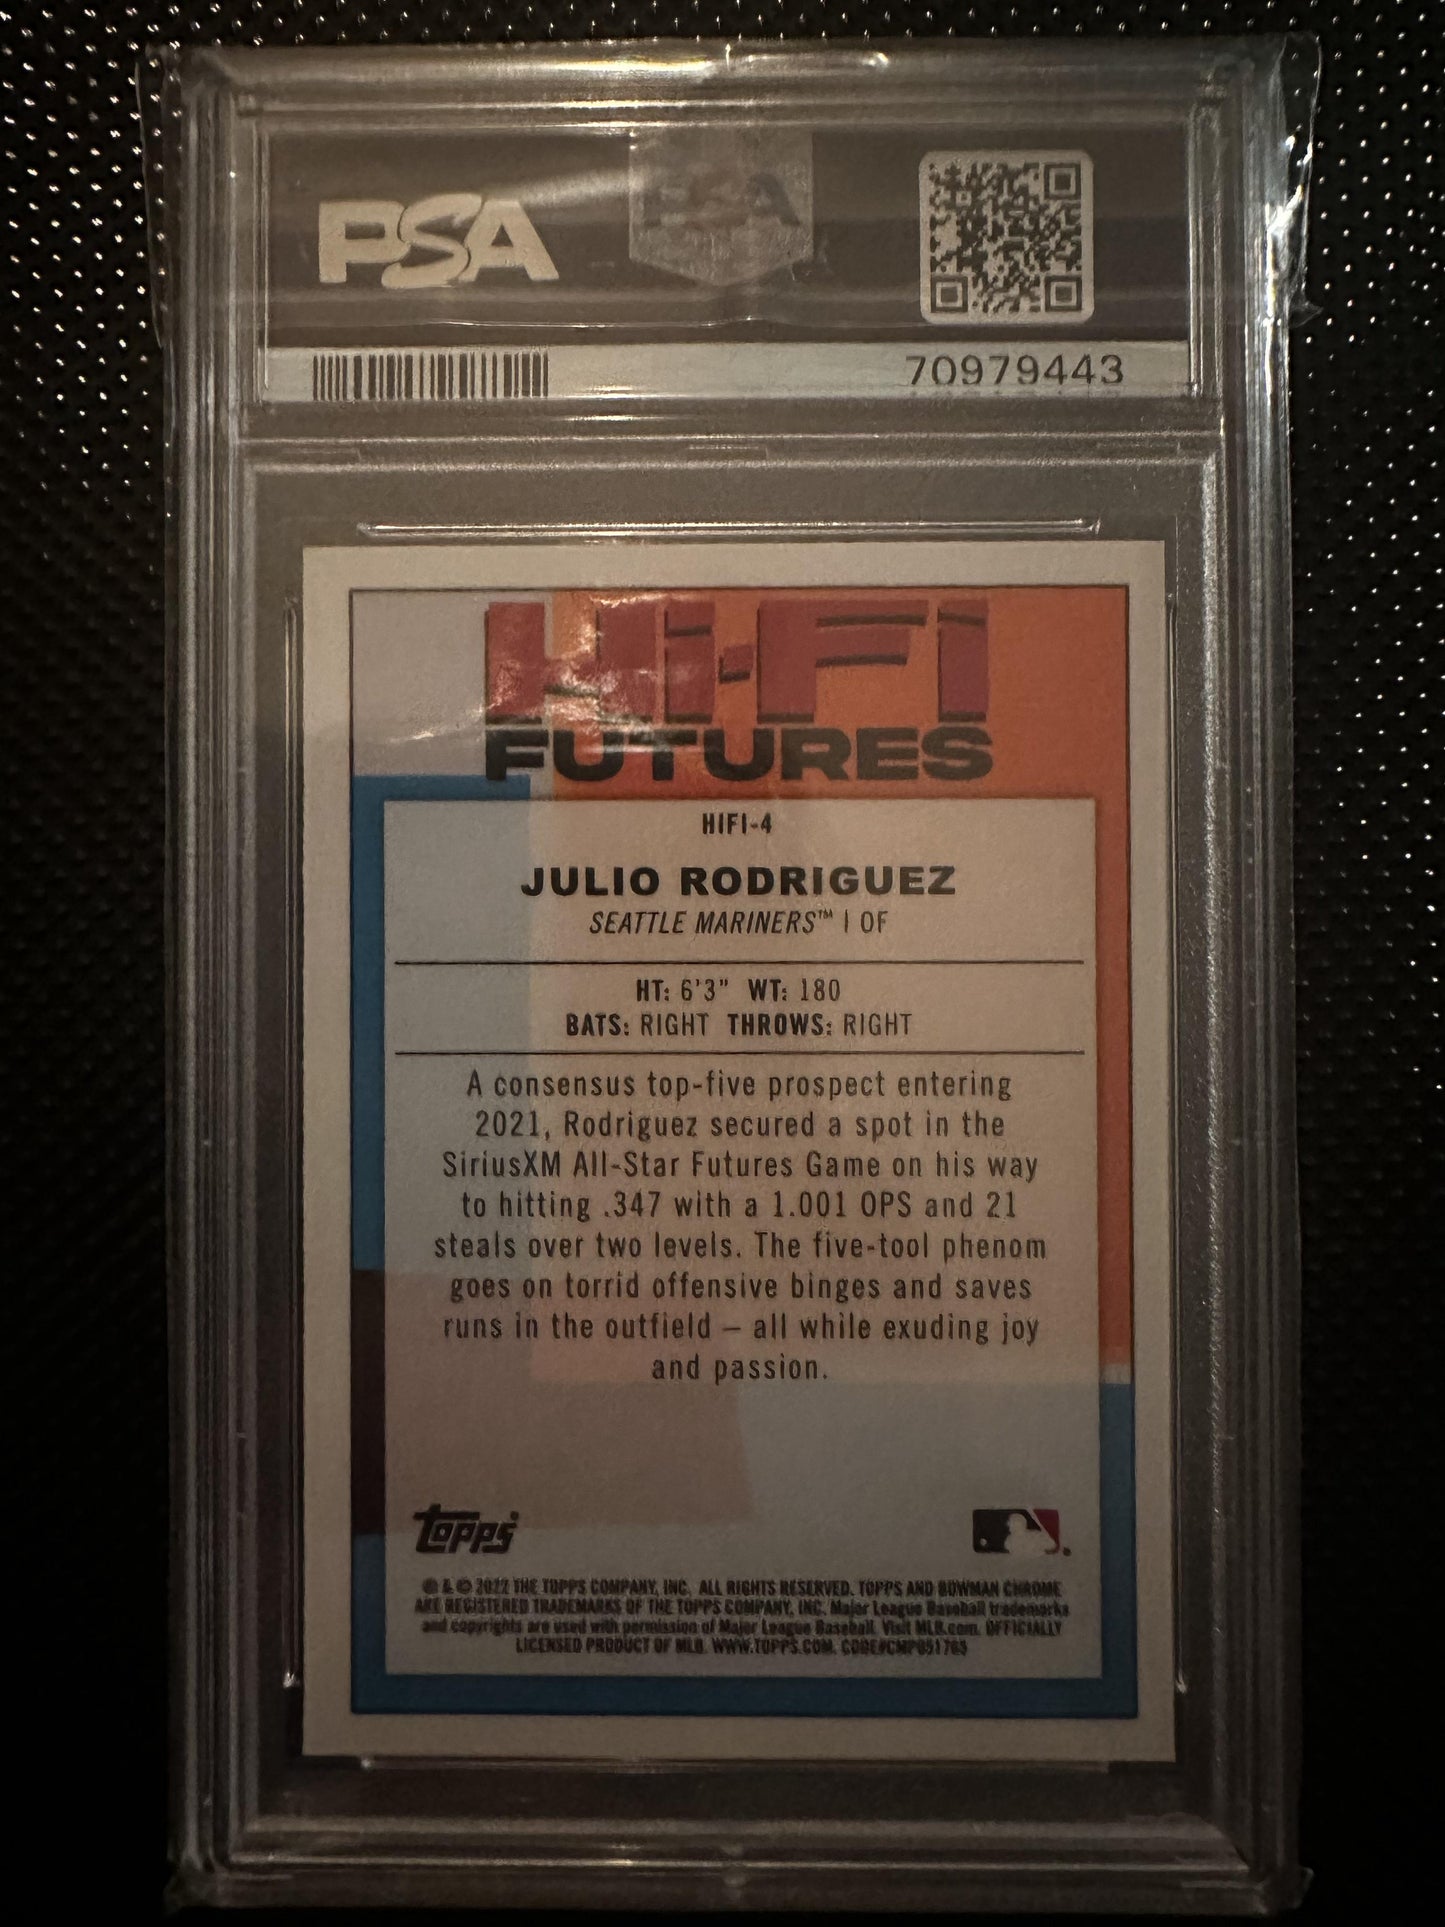 PSA
PSA
70979443
Hi-Fi
FUTURES
HIFI-4
JULIO RODRIGUEZ
SEATTLE MARINERS™ | OF
HT: 6'3" WT: 180
BATS: RIGHT THROWS: RIGHT
A consensus top-five prospect entering
2021, Rodriguez secured a spot in the
SiriusXM All-Star Futures Game on his way
to hitting .347 with a 1.001 OPS and 21
steals over two levels. The five-tool phenom
goes on torrid offensive binges and saves
runs in the outfield – all while exuding joy
and passion.
topps
® & © 2022 THE TOPPS COMPANY, INC. ALL RIGHTS RESERVED. TOPPS AND BOWMAN CHROME
ARE REGISTERED TRADEMARKS OF THE TOPPS COMPANY, INC. Major League Baseball trademarks
and copyrights are used with permission of Major League Baseball. Visit MLB.com. OFFICIALLY
LICENSED PRODUCT OF MLB. WWW.TOPPS.COM. CODE#CMP051765